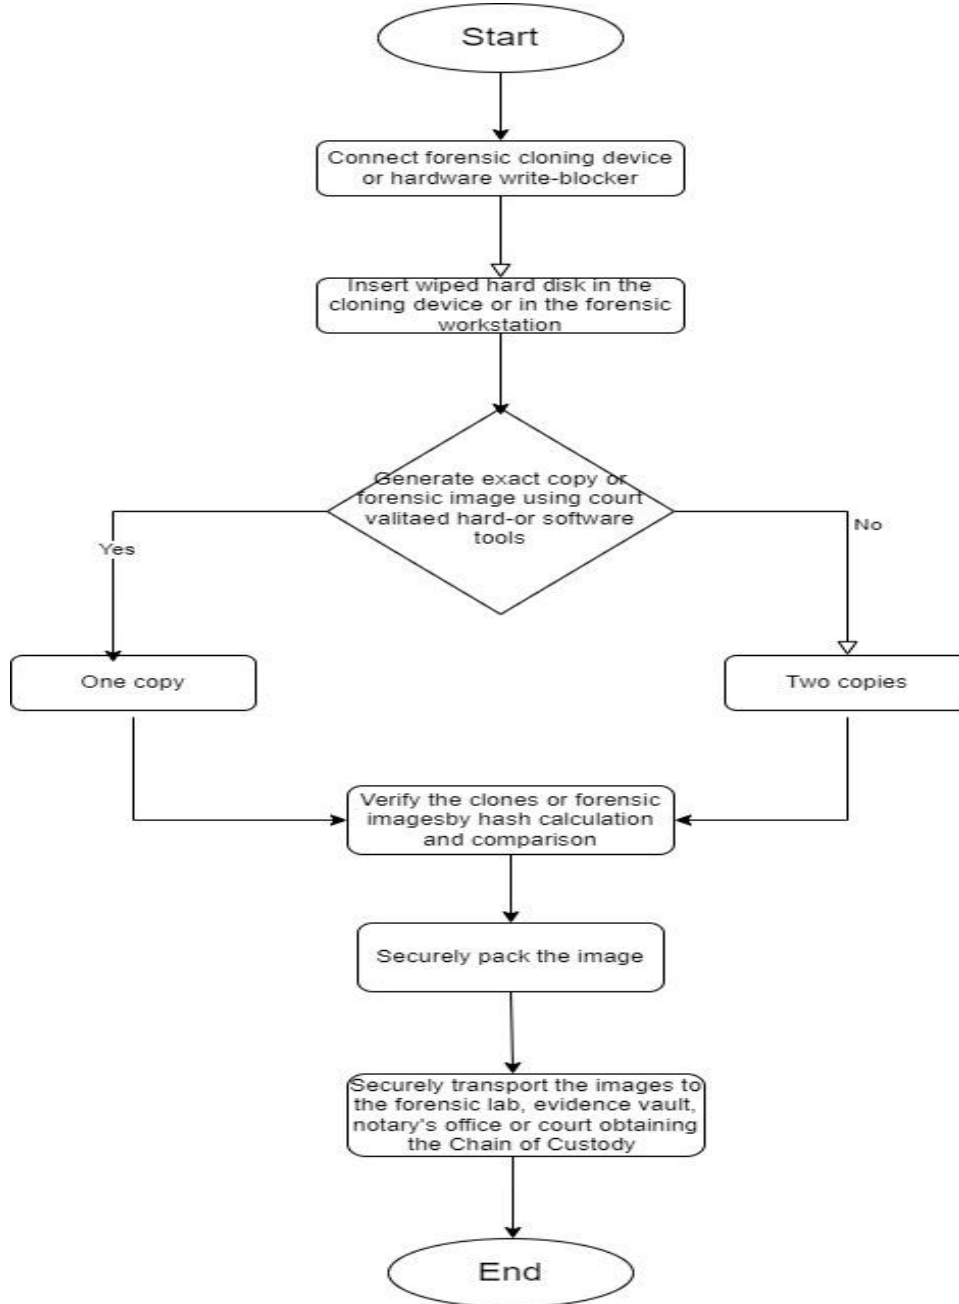 Start
Connect forensic cloning device
or hardware write-blocker
Insert wiped hard disk in the
cloning device or in the forensic
workstation
Generate exact copy or
forensic image using court
valitaed hard-or software
tools
Yes
No
One copy
Two copies
Verify the clones or forensic
imagesby hash calculation
and comparison
Securely pack the image
Securely transport the images to
the forensic lab, evidence vault,
notary's office or court obtaining
the Chain of Custody
End